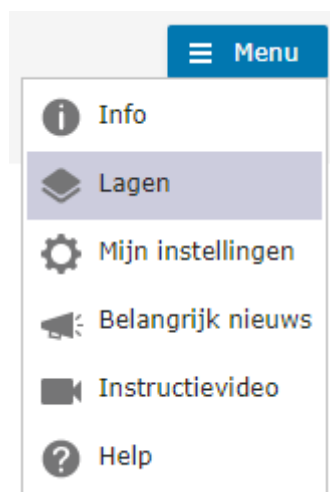 Menu
Info
Lagen
Mijn instellingen
Belangrijk nieuws
Instructievideo
Help